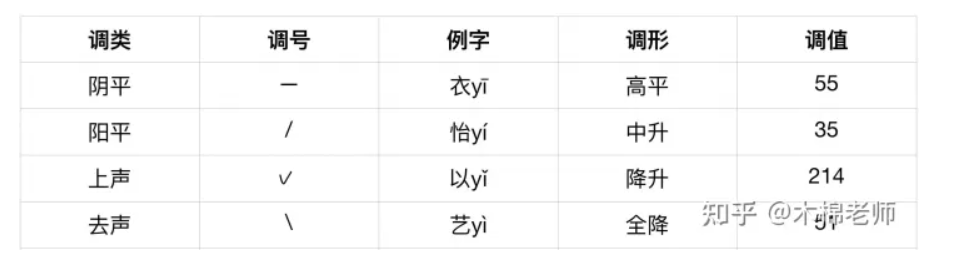 调类 调号 例字 调形 调值
阴平 － 衣yī 高平 55
阳平 / 怡yí 中升 35
上声 ✓ 以yǐ 降升 214
去声 \ 艺yì 全降 51
知乎 @木棉老师